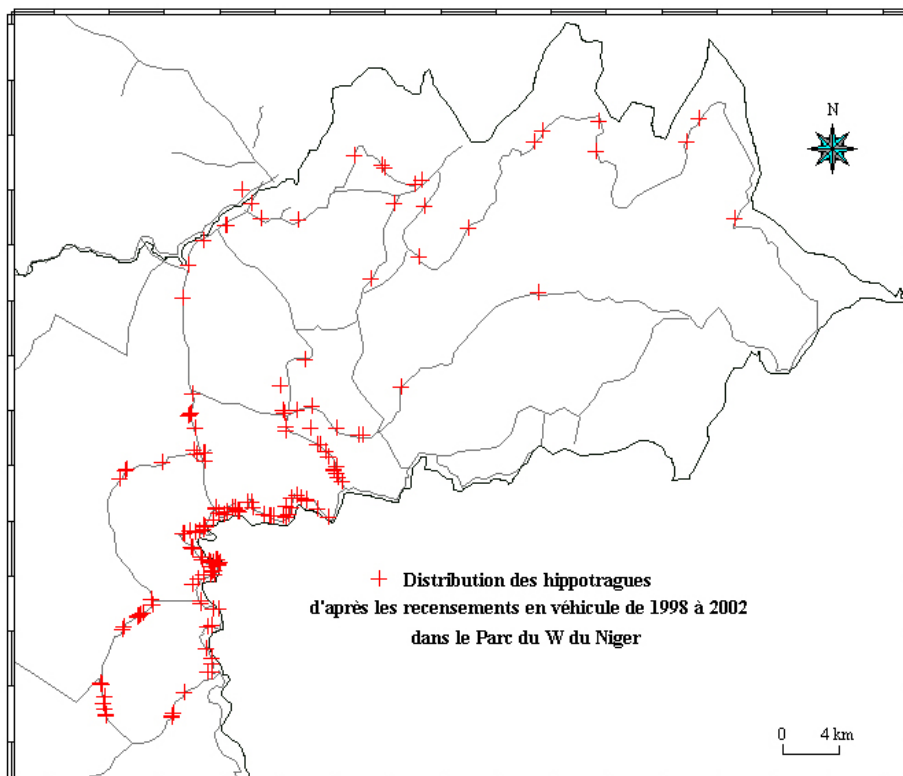 N
+ Distribution des hippotragues
d'après les recensements en véhicule de 1998 à 2002
dans le Parc du W du Niger
0 4 km